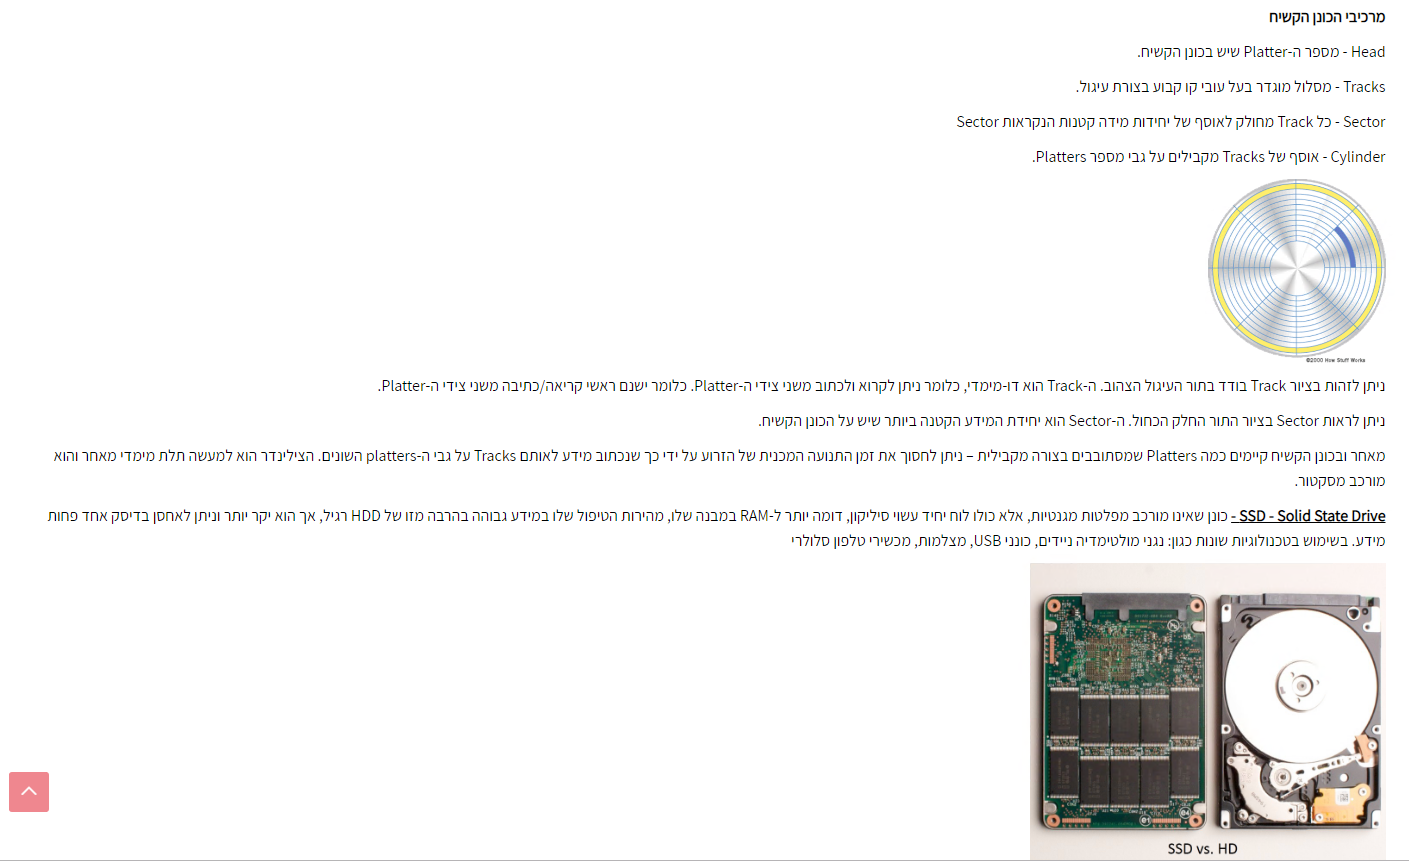 מרכיבי הכונן הקשיח
Head - מספר ה-Platter שיש בכונן הקשיח.
Tracks - מסלול מוגדר בעל עובי קו קבוע בצורת עיגול.
Sector - כל Track מחולק לאוסף של יחידות מידה קטנות הנקראות Sector
Cylinder - אוסף של Tracks מקבילים על גבי מספר Platters.
©2000 How Stuff Works
ניתן לזהות בציור Track בודד בתור העיגול הצהוב. ה-Track הוא דו-מימדי, כלומר ניתן לקרוא ולכתוב משני צידי ה-Platter. כלומר ישנם ראשי קריאה/כתיבה משני צידי ה-Platter.
ניתן לראות Sector בציור התור החלק הכחול. ה-Sector הוא יחידת המידע הקטנה ביותר שיש על הכונן הקשיח.
מאחר ובכונן הקשיח קיימים כמה Platters שמסתובבים בצורה מקבילית – ניתן לחסוך את זמן התנועה המכנית של הזרוע על ידי כך שנכתוב מידע לאותם Tracks על גבי ה-platters השונים. הצילינדר הוא למעשה תלת מימדי מאחר והוא
מורכב מסקטור.
SSD - Solid State Drive - כונן שאינו מורכב מפלטות מגנטיות, אלא כולו לוח יחיד עשוי סיליקון, דומה יותר ל-RAM במבנה שלו, מהירות הטיפול שלו במידע גבוהה בהרבה מזו של HDD רגיל, אך הוא יקר יותר וניתן לאחסן בדיסק אחד פחות
מידע. בשימוש בטכנולוגיות שונות כגון: נגני מולטימדיה ניידים, כונני USB, מצלמות, מכשירי טלפון סלולרי
SSD vs. HD